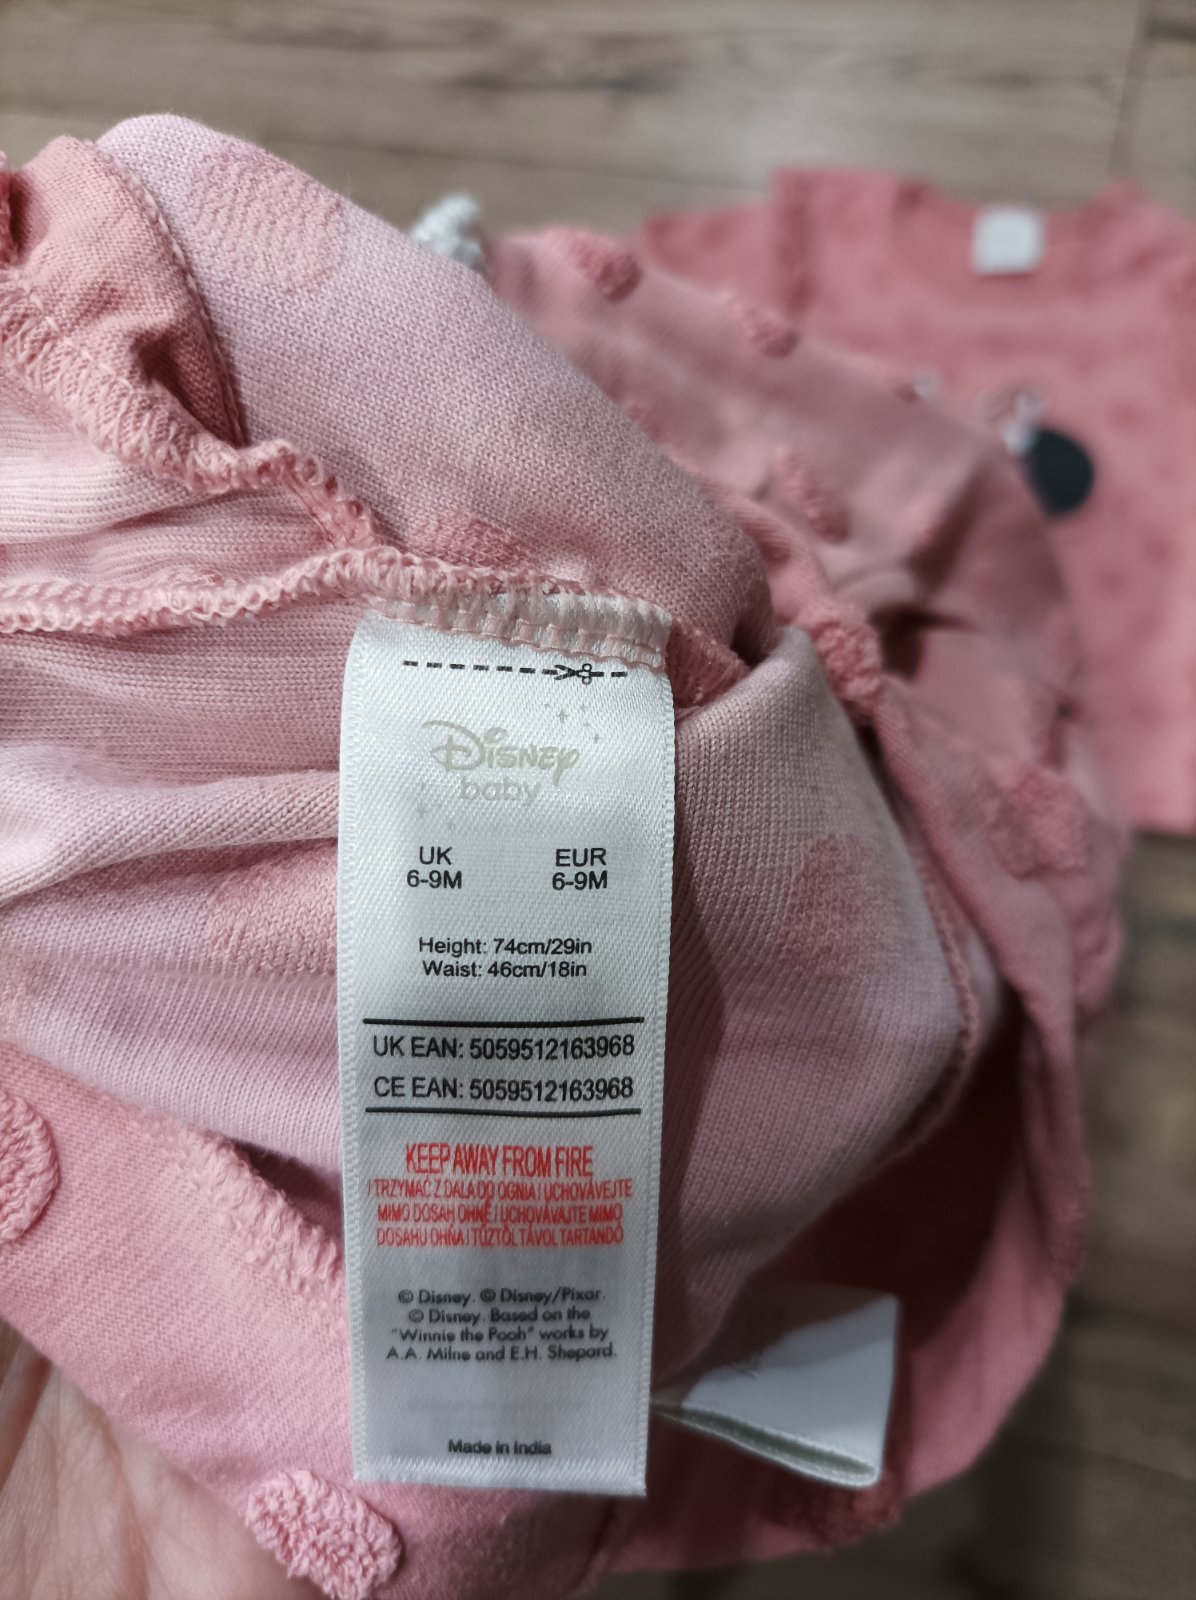 Disney
baby
UK EUR
6-9M 6-9M
Height: 74cm/29in
Waist: 46cm/18in
UK EAN: 5059512163968
CE EAN: 5059512163968
KEEP AWAY FROM FIRE
I TRZYMAĆ Z DALA DO OGNIA I UCHOVÁVEJTE
MIMO DOSAH OHNĚ I UCHOVÁVAJTE MIMO
DOSAHU OHŇA I TŰZTŐL TÁVOL TARTANDÓ
© Disney. © Disney/Pixar.
© Disney. Based on the
"Winnie the Pooh" works by
A.A. Milne and E.H. Shepard.
Made in India